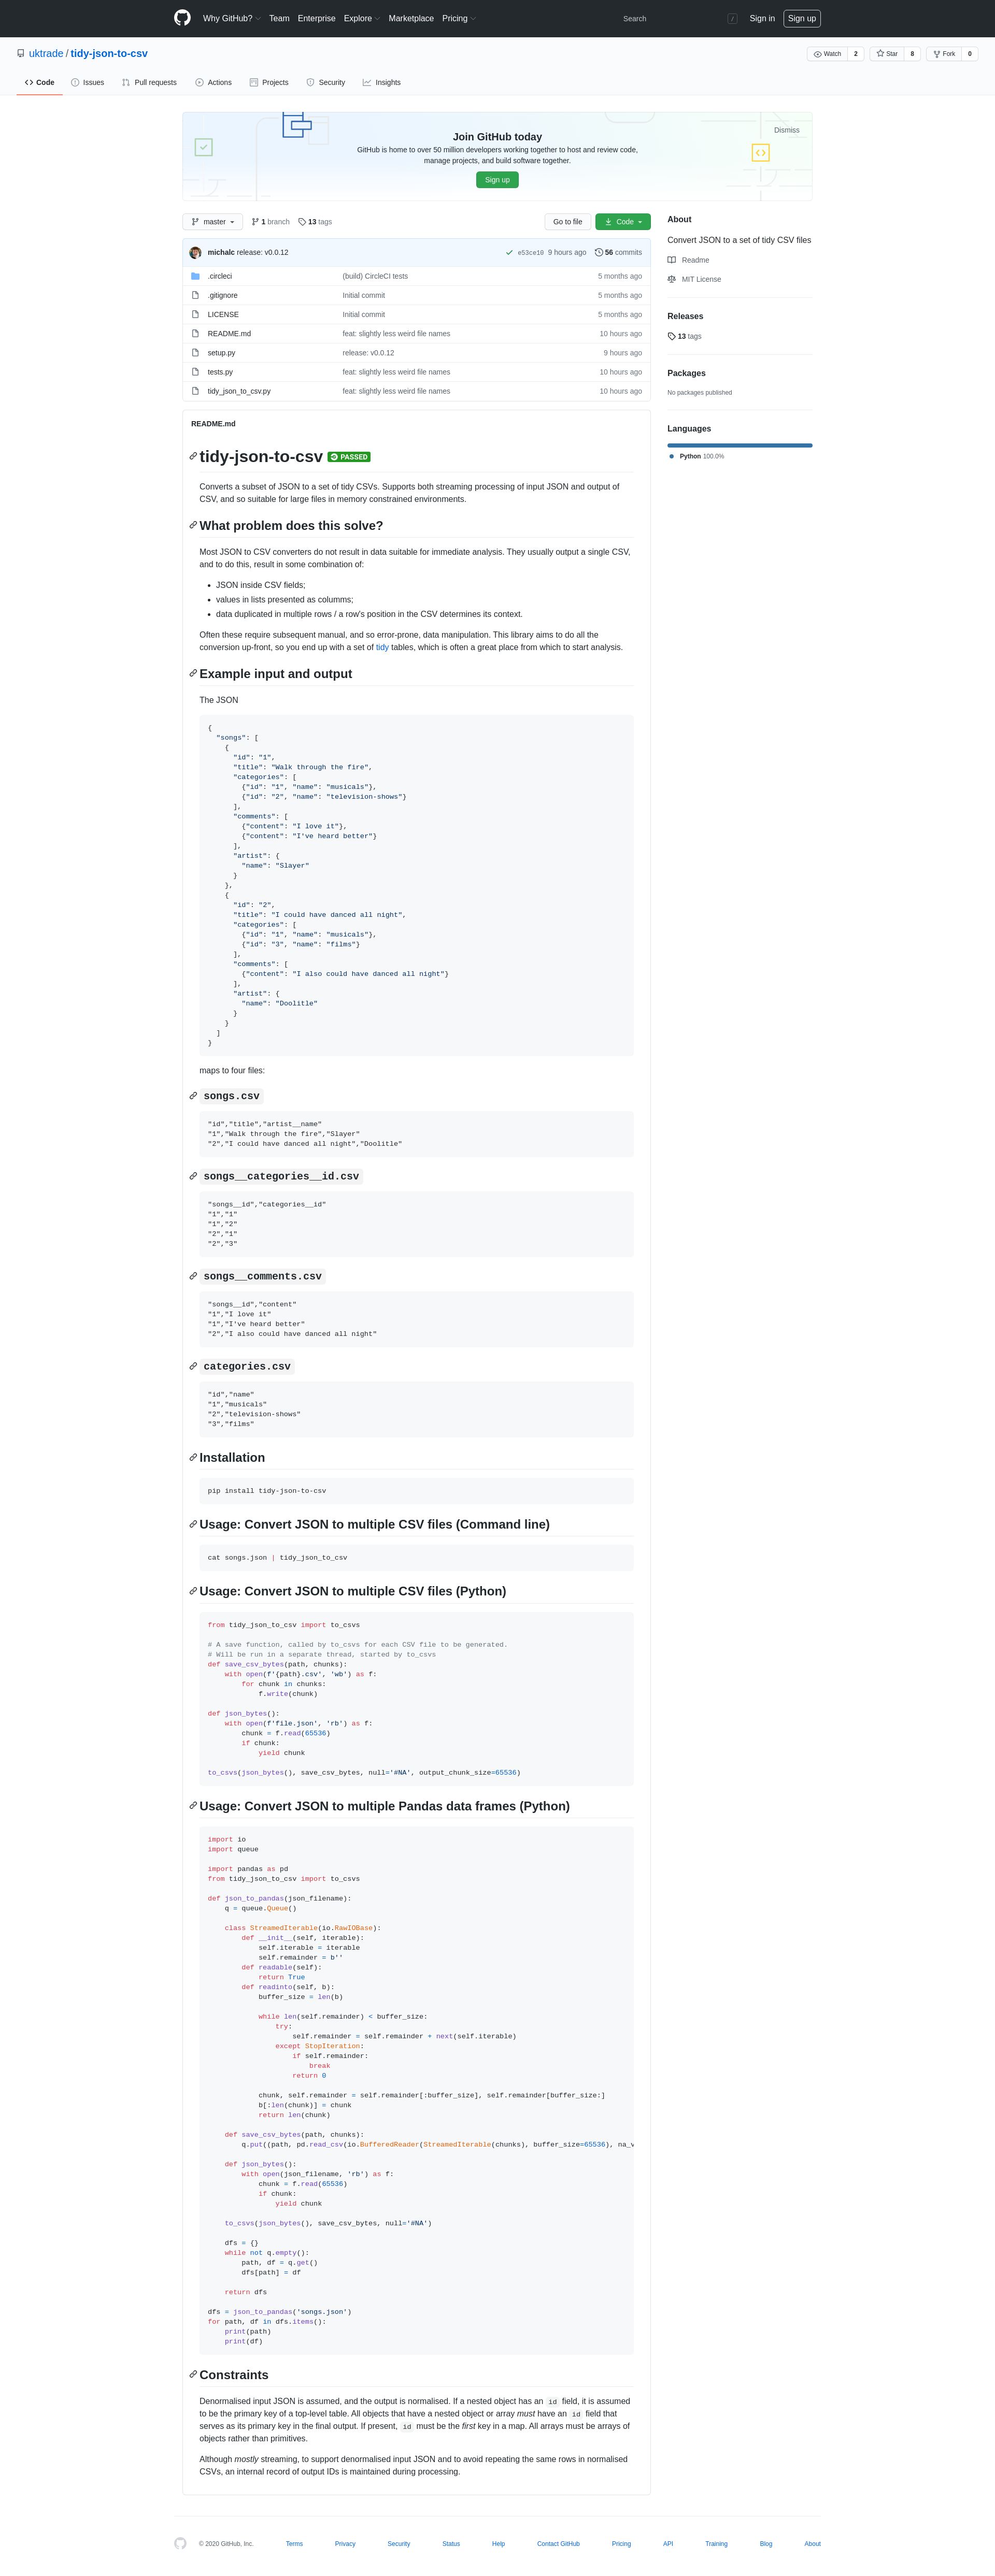 Why GitHub? Team Enterprise Explore Marketplace Pricing Search / Sign in Sign up
uktrade / tidy-json-to-csv Watch 2 Star 8 Fork 0
Code Issues Pull requests Actions Projects Security Insights
Dismiss
Join GitHub today
GitHub is home to over 50 million developers working together to host and review code,
manage projects, and build software together.
Sign up
master 1 branch 13 tags Go to file Code
michalc release: v0.0.12 e53ce10 9 hours ago 56 commits
.circleci (build) CircleCI tests 5 months ago
.gitignore Initial commit 5 months ago
LICENSE Initial commit 5 months ago
README.md feat: slightly less weird file names 10 hours ago
setup.py release: v0.0.12 9 hours ago
tests.py feat: slightly less weird file names 10 hours ago
tidy_json_to_csv.py feat: slightly less weird file names 10 hours ago
About
Convert JSON to a set of tidy CSV files
Readme
MIT License
Releases
13 tags
Packages
No packages published
Languages
Python 100.0%
README.md
tidy-json-to-csv PASSED
Converts a subset of JSON to a set of tidy CSVs. Supports both streaming processing of input JSON and output of
CSV, and so suitable for large files in memory constrained environments.
What problem does this solve?
Most JSON to CSV converters do not result in data suitable for immediate analysis. They usually output a single CSV,
and to do this, result in some combination of:
• JSON inside CSV fields;
• values in lists presented as columms;
• data duplicated in multiple rows / a row's position in the CSV determines its context.
Often these require subsequent manual, and so error-prone, data manipulation. This library aims to do all the
conversion up-front, so you end up with a set of tidy tables, which is often a great place from which to start analysis.
Example input and output
The JSON
{
  "songs": [
    {
      "id": "1",
      "title": "Walk through the fire",
      "categories": [
        {"id": "1", "name": "musicals"},
        {"id": "2", "name": "television-shows"}
      ],
      "comments": [
        {"content": "I love it"},
        {"content": "I've heard better"}
      ],
      "artist": {
        "name": "Slayer"
      }
    },
    {
      "id": "2",
      "title": "I could have danced all night",
      "categories": [
        {"id": "1", "name": "musicals"},
        {"id": "3", "name": "films"}
      ],
      "comments": [
        {"content": "I also could have danced all night"}
      ],
      "artist": {
        "name": "Doolitle"
      }
    }
  ]
}
maps to four files:
songs.csv
"id","title","artist__name"
"1","Walk through the fire","Slayer"
"2","I could have danced all night","Doolitle"
songs__categories__id.csv
"songs__id","categories__id"
"1","1"
"1","2"
"2","1"
"2","3"
songs__comments.csv
"songs__id","content"
"1","I love it"
"1","I've heard better"
"2","I also could have danced all night"
categories.csv
"id","name"
"1","musicals"
"2","television-shows"
"3","films"
Installation
pip install tidy-json-to-csv
Usage: Convert JSON to multiple CSV files (Command line)
cat songs.json | tidy_json_to_csv
Usage: Convert JSON to multiple CSV files (Python)
from tidy_json_to_csv import to_csvs
# A save function, called by to_csvs for each CSV file to be generated.
# Will be run in a separate thread, started by to_csvs
def save_csv_bytes(path, chunks):
    with open(f'{path}.csv', 'wb') as f:
        for chunk in chunks:
            f.write(chunk)
def json_bytes():
    with open(f'file.json', 'rb') as f:
        chunk = f.read(65536)
        if chunk:
            yield chunk
to_csvs(json_bytes(), save_csv_bytes, null='#NA', output_chunk_size=65536)
Usage: Convert JSON to multiple Pandas data frames (Python)
import io
import queue
import pandas as pd
from tidy_json_to_csv import to_csvs
def json_to_pandas(json_filename):
    q = queue.Queue()
    class StreamedIterable(io.RawIOBase):
        def __init__(self, iterable):
            self.iterable = iterable
            self.remainder = b''
        def readable(self):
            return True
        def readinto(self, b):
            buffer_size = len(b)
            while len(self.remainder) < buffer_size:
                try:
                    self.remainder = self.remainder + next(self.iterable)
                except StopIteration:
                    if self.remainder:
                        break
                    return 0
            chunk, self.remainder = self.remainder[:buffer_size], self.remainder[buffer_size:]
            b[:len(chunk)] = chunk
            return len(chunk)
    def save_csv_bytes(path, chunks):
        q.put((path, pd.read_csv(io.BufferedReader(StreamedIterable(chunks), buffer_size=65536), na_v
    def json_bytes():
        with open(json_filename, 'rb') as f:
            chunk = f.read(65536)
            if chunk:
                yield chunk
    to_csvs(json_bytes(), save_csv_bytes, null='#NA')
    dfs = {}
    while not q.empty():
        path, df = q.get()
        dfs[path] = df
    return dfs
dfs = json_to_pandas('songs.json')
for path, df in dfs.items():
    print(path)
    print(df)
Constraints
Denormalised input JSON is assumed, and the output is normalised. If a nested object has an id field, it is assumed
to be the primary key of a top-level table. All objects that have a nested object or array must have an id field that
serves as its primary key in the final output. If present, id must be the first key in a map. All arrays must be arrays of
objects rather than primitives.
Although mostly streaming, to support denormalised input JSON and to avoid repeating the same rows in normalised
CSVs, an internal record of output IDs is maintained during processing.
© 2020 GitHub, Inc. Terms Privacy Security Status Help Contact GitHub Pricing API Training Blog About